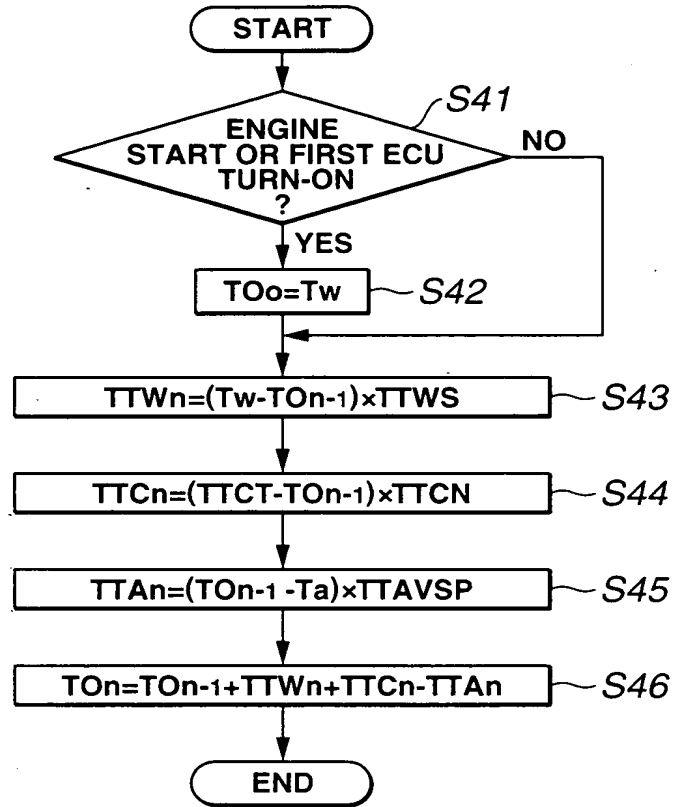 START
S41
ENGINE
START OR FIRST ECU
TURN-ON
?
NO
YES
TOo=Tw
S42
TTWn=(Tw-TOn-1)×TTWS
S43
TTCn=(TTCT-TOn-1)×TTCN
S44
TTAn=(TOn-1 -Ta)×TTAVSP
S45
TOn=TOn-1+TTWn+TTCn-TTAn
S46
END